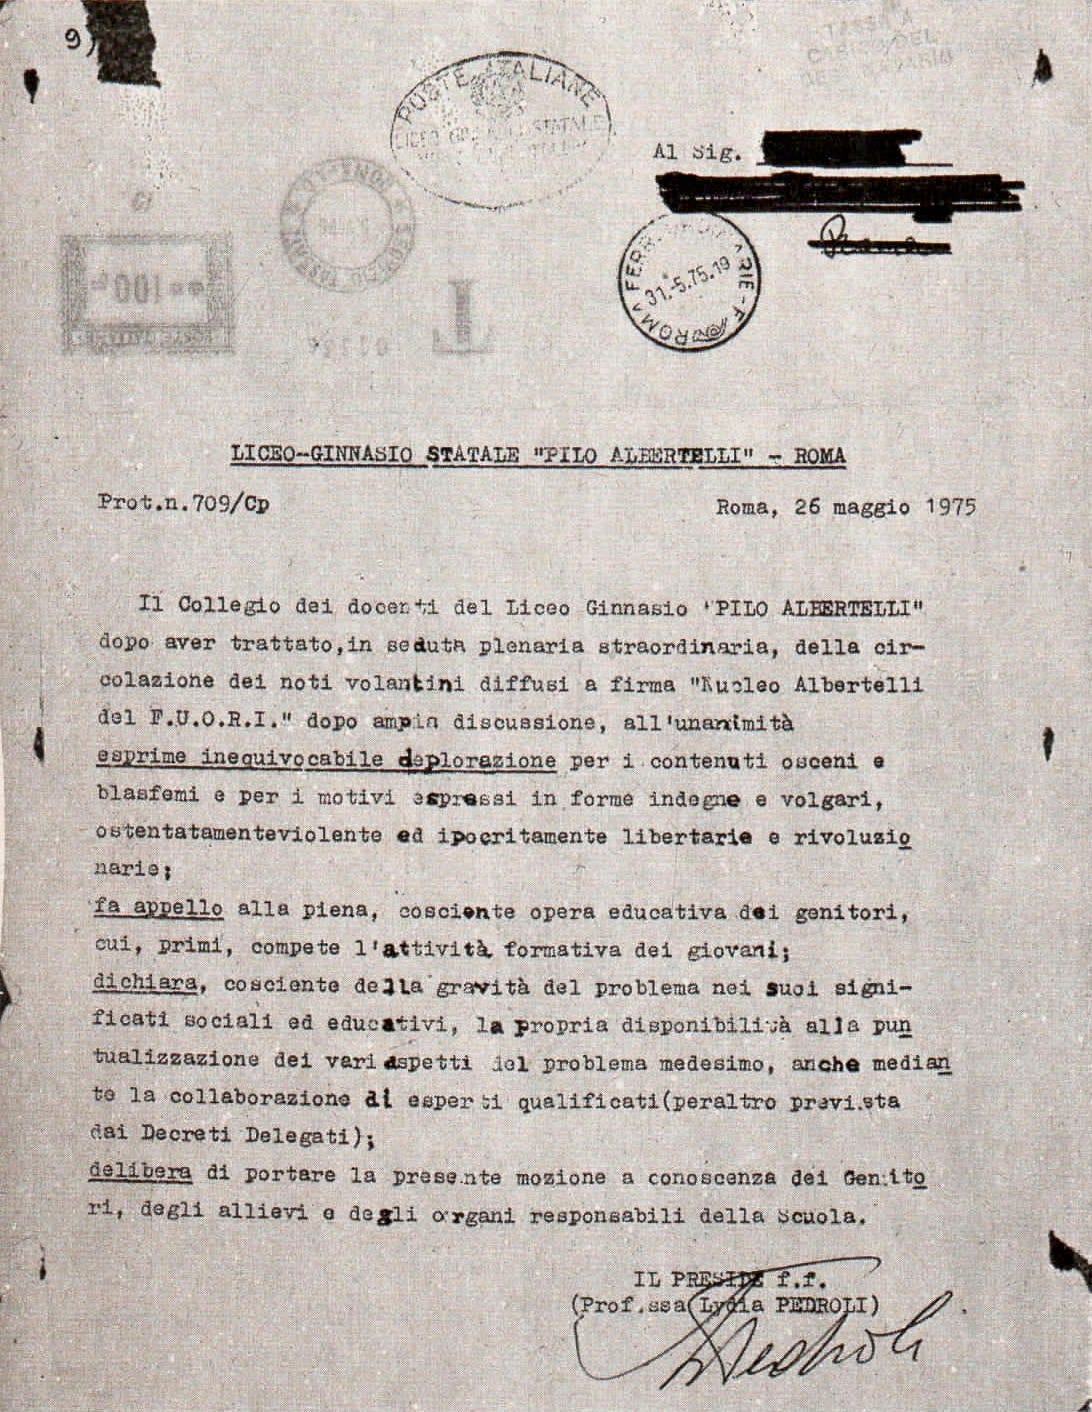 9)
POSTE ITALIANE
LICEO GINNASIO STATALE
Al Sig.
Roma
ROMA FERR.
31.-5.75.19
LICEO-GINNASIO STATALE "PILO ALBERTELLI" - ROMA
Prot.n.709/Cp
Roma, 26 maggio 1975
Il Collegio dei docenti del Liceo Ginnasio "PILO ALBERTELLI"
dopo aver trattato,in seduta plenaria straordinaria, della cir-
colazione dei noti volantini diffusi a firma "Nucleo Albertelli
del F.U.O.R.I." dopo ampia discussione, all'unanimità
esprime inequivocabile deplorazione per i contenuti osceni e
blasfemi e per i motivi espressi in forme indegne e volgari,
ostentatamenteviolente ed ipocritamente libertarie e rivoluzio
narie;
fa appello alla piena, cosciente opera educativa dei genitori,
cui, primi, compete l'attività formativa dei giovani;
dichiara, cosciente della gravità del problema nei suoi signi-
ficati sociali ed educativi, la propria disponibilità alla pun
tualizzazione dei vari aspetti del problema medesimo, anche median
te la collaborazione di esperti qualificati(peraltro prevista
dai Decreti Delegati);
delibera di portare la presente mozione a conoscenza dei Genito
ri, degli allievi e degli organi responsabili della Scuola.
IL PRESIDE f.f.
(Prof.ssa Lydia PEDROLI)
Pedroli